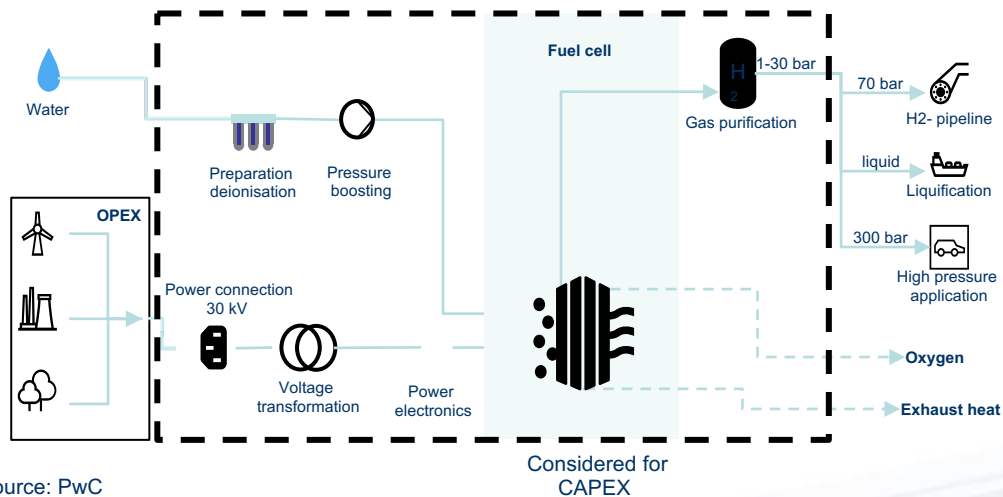 Fuel cell
H
2
1-30 bar
Gas purification
70 bar
H2- pipeline
liquid
Liquification
300 bar
High pressure
application
Water
Preparation
deionisation
Pressure
boosting
OPEX
Power connection
30 kV
Voltage
transformation
Power
electronics
Oxygen
Exhaust heat
Considered for
CAPEX
ource: PwC